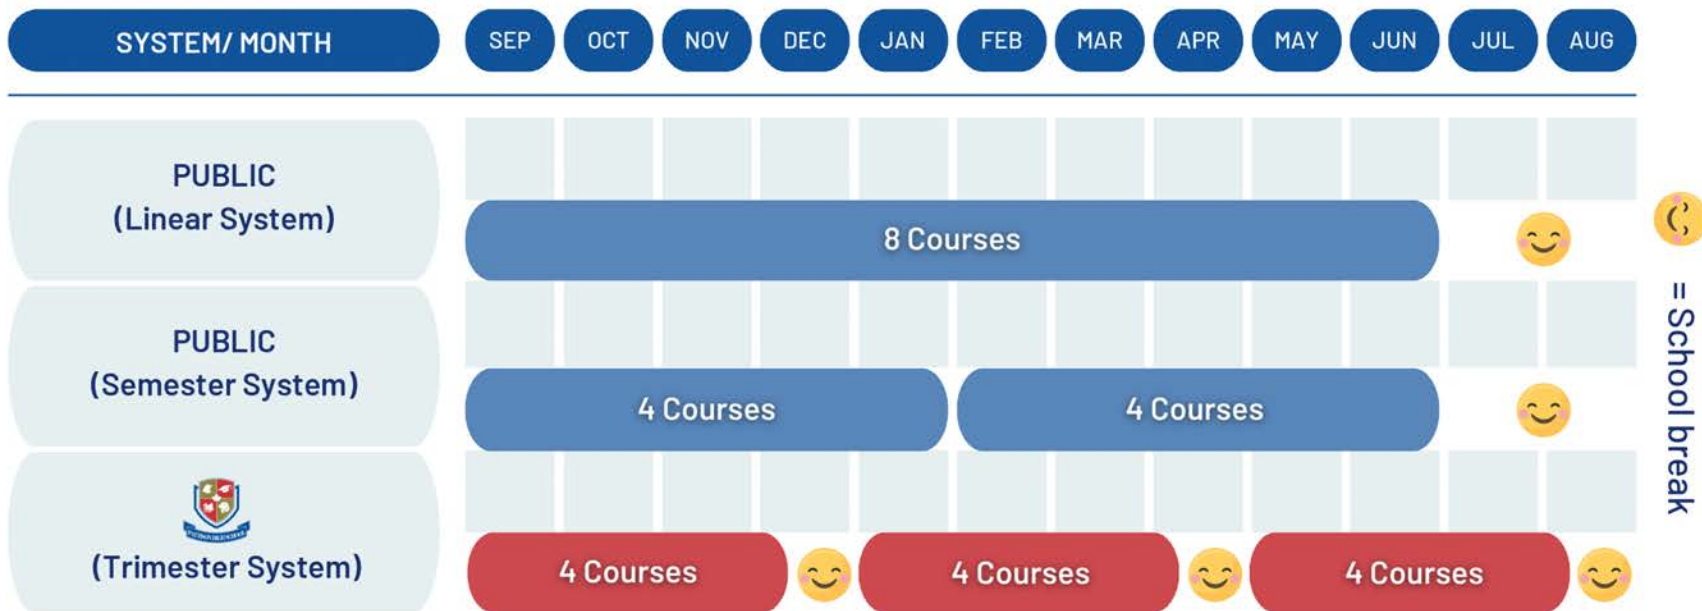 SYSTEM/ MONTH
SEP
OCT
NOV
DEC
JAN
FEB
MAR
APR
MAY
JUN
JUL
AUG
PUBLIC
(Linear System)
8 Courses
PUBLIC
(Semester System)
4 Courses
4 Courses
(Trimester System)
4 Courses
4 Courses
4 Courses
= School break